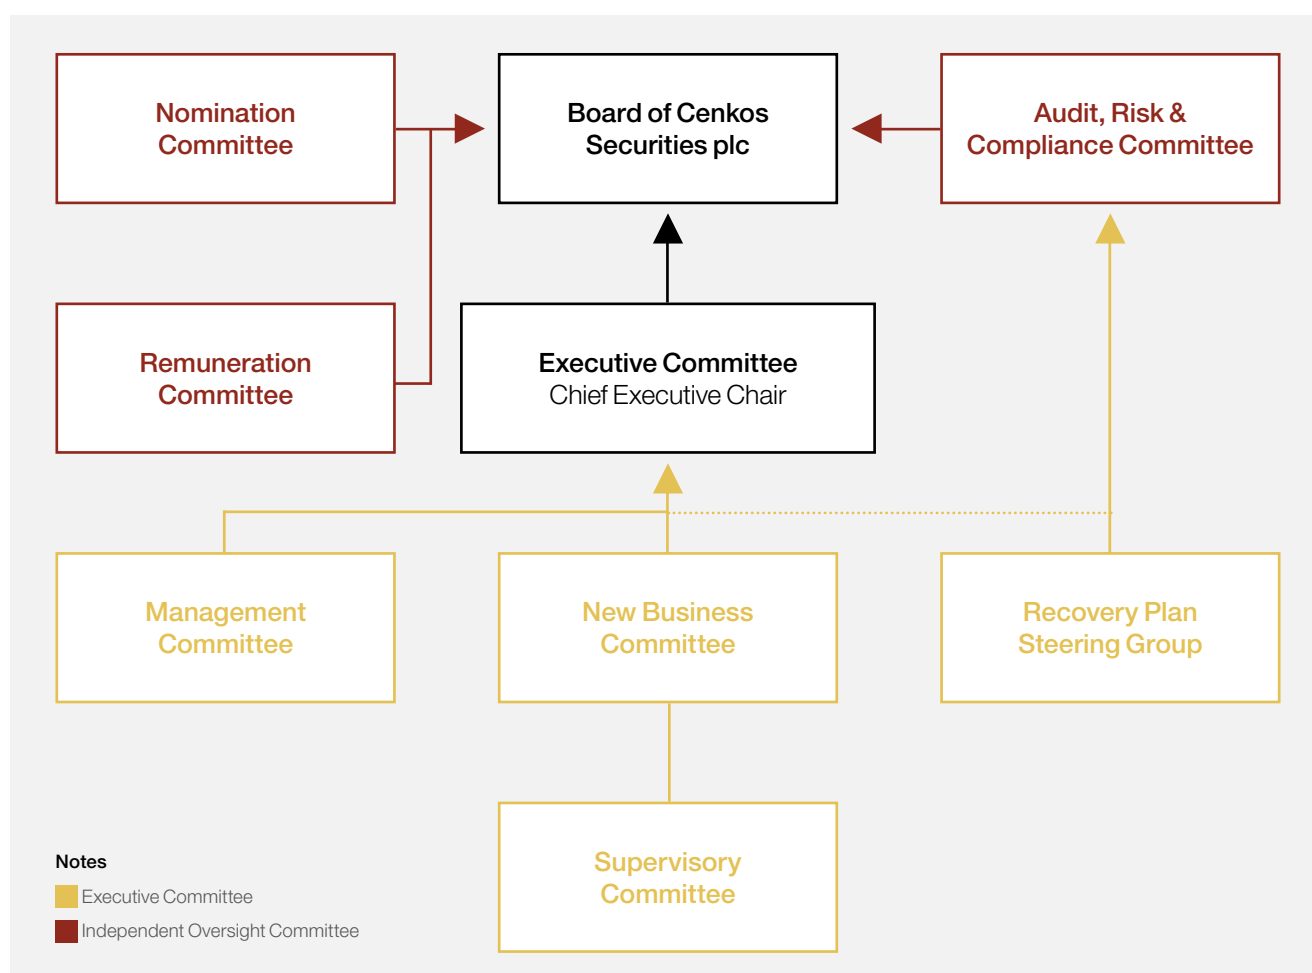 Nomination
Committee
Board of Cenkos
Securities plc
Audit, Risk &
Compliance Committee
Remuneration
Committee
Executive Committee
Chief Executive Chair
Management
Committee
New Business
Committee
Recovery Plan
Steering Group
Supervisory
Committee
Notes
Executive Committee
Independent Oversight Committee